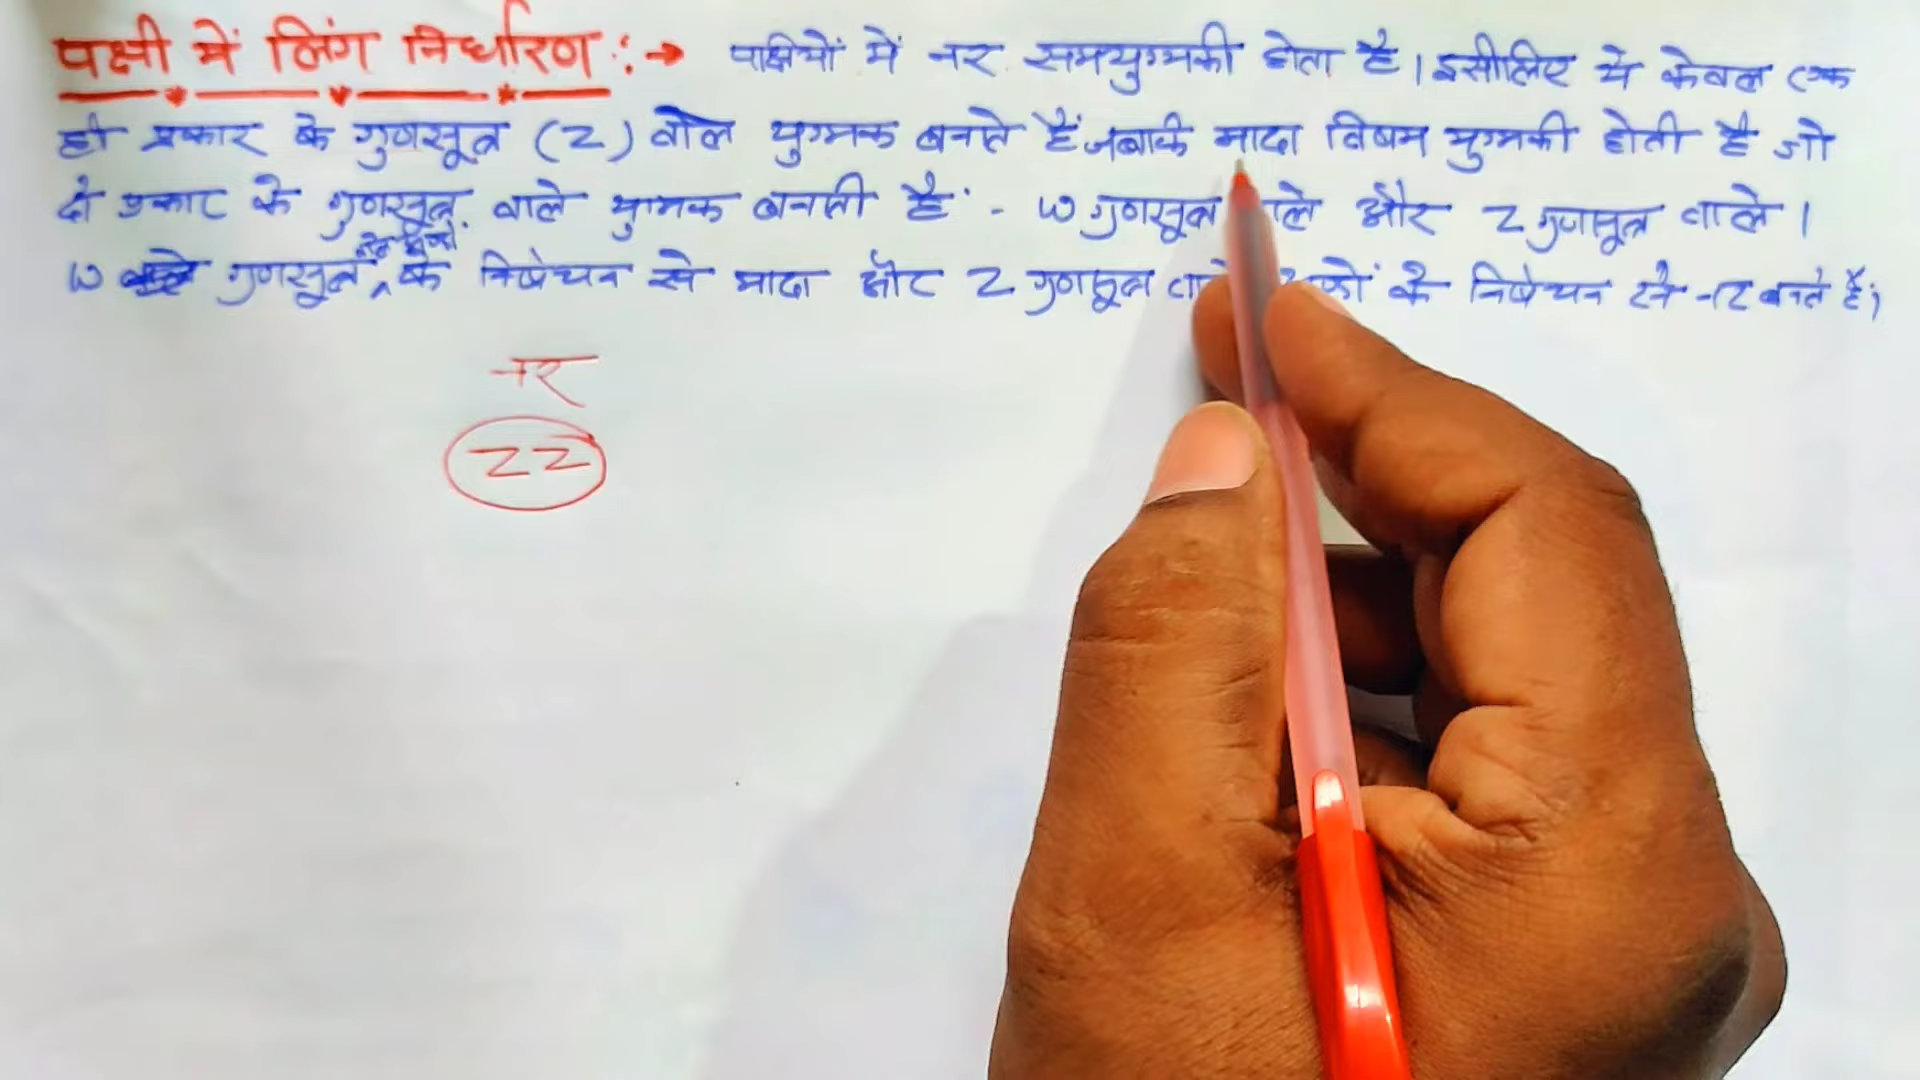 पक्षी में लिंग निर्धारण :→ पक्षियों में नर समयुग्मकी होता है। इसीलिए ये केवल एक
ही प्रकार के गुणसूत्र (Z) वाले युग्मक बनाते हैं जबकि मादा विषम युग्मकी होती है जो
दो प्रकार के गुणसूत्र वाले युग्मक बनाती है - W गुणसूत्र वाले और Z गुणसूत्र वाले।
W गुणसूत्र के निषेचन से मादा और Z गुणसूत्र के निषेचन से नर बनते हैं।
नर
ZZ